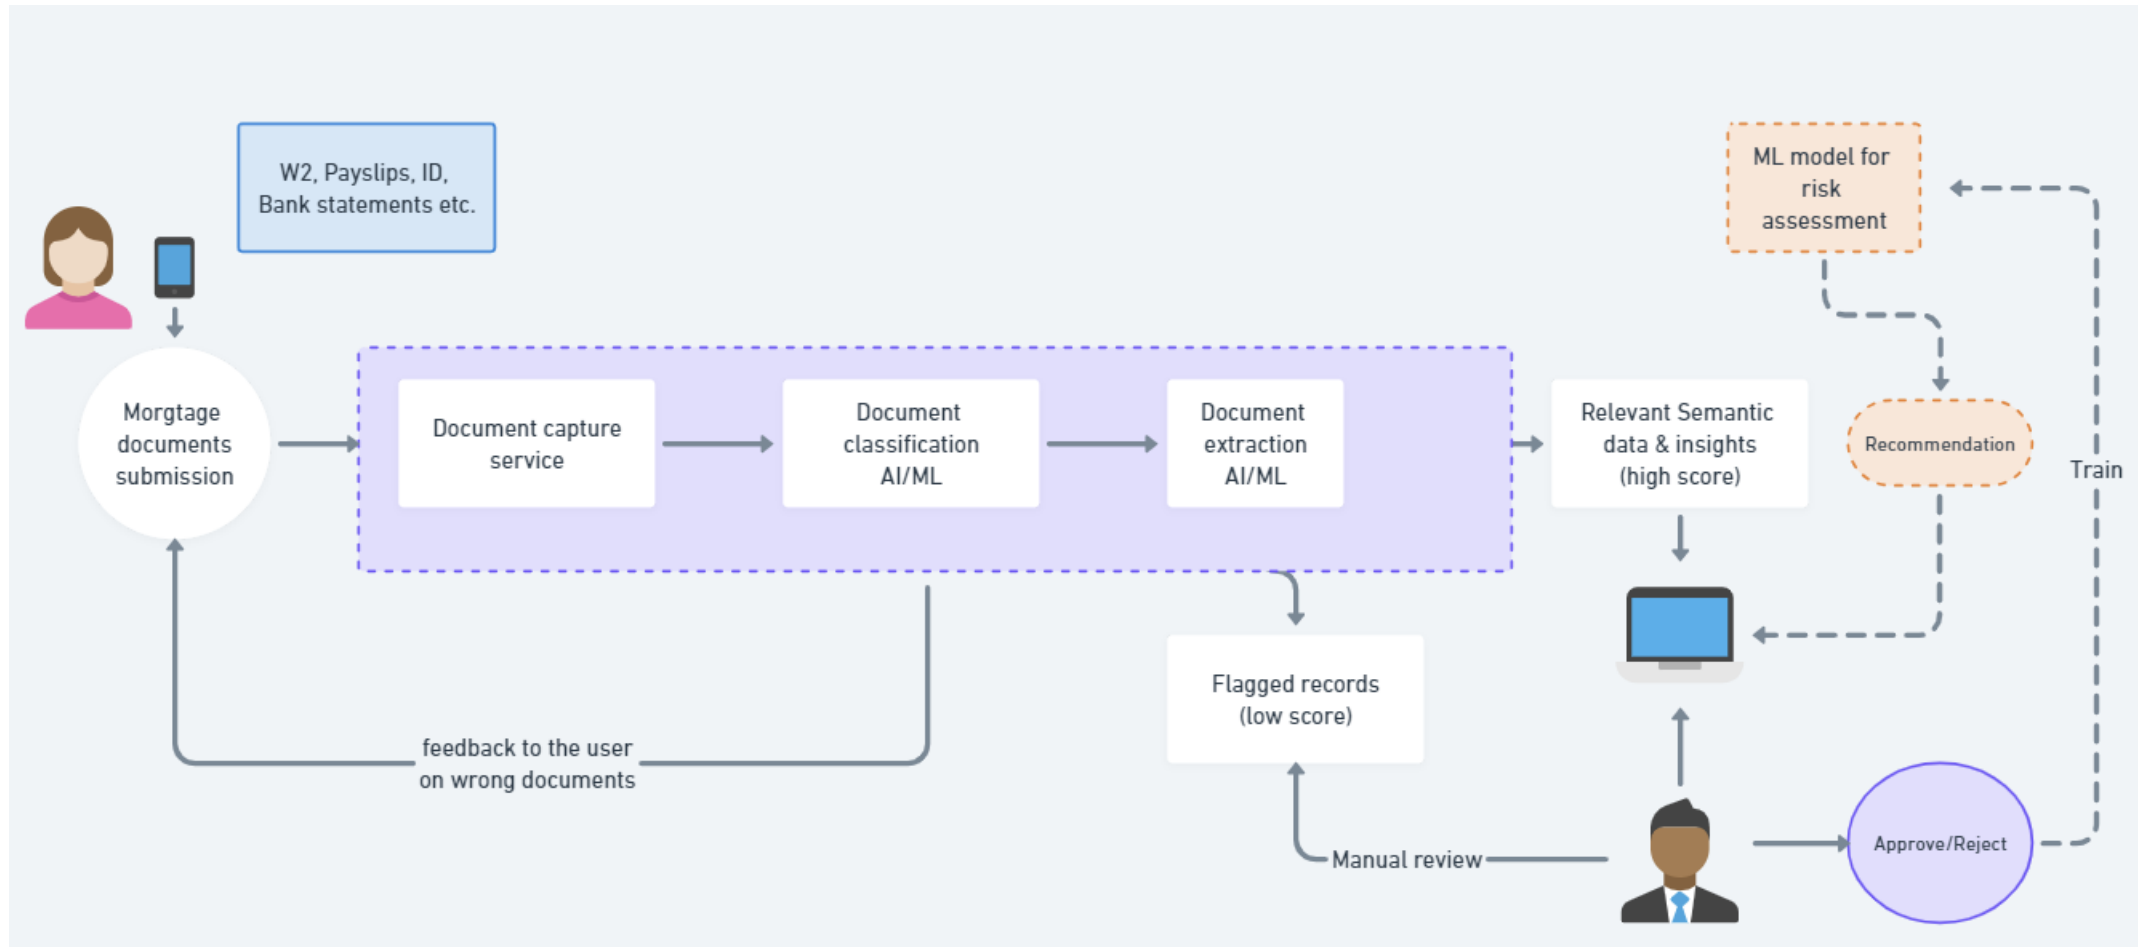 W2, Payslips, ID,
Bank statements etc.
ML model for
risk
assessment
Morgtage
documents
submission
Document capture
service
Document
classification
AI/ML
Document
extraction
AI/ML
Relevant Semantic
data & insights
(high score)
Recommendation
Train
Flagged records
(low score)
feedback to the user
on wrong documents
Manual review
Approve/Reject